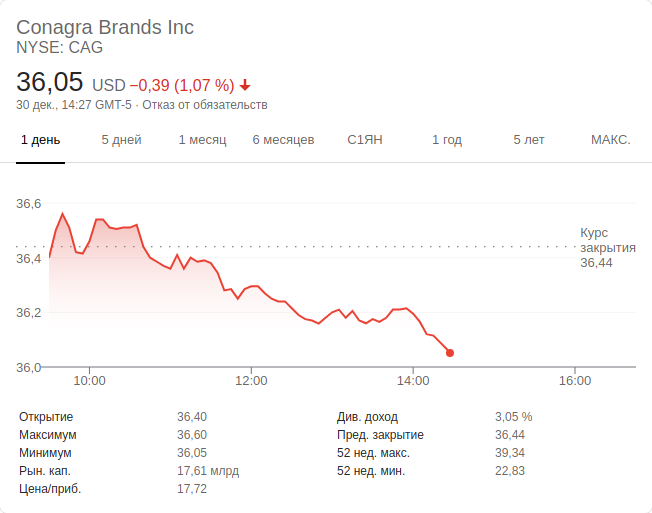 Conagra Brands Inc
NYSE: CAG
36,05 USD −0,39 (1,07 %)
30 дек., 14:27 GMT-5 · Отказ от обязательств
1 день 5 дней 1 месяц 6 месяцев С1ЯН 1 год 5 лет МАКС.
36,6
36,4
36,2
36,0
Курс
закрытия
36,44
10:00 12:00 14:00 16:00
Открытие 36,40
Максимум 36,60
Минимум 36,05
Рын. кап. 17,61 млрд
Цена/приб. 17,72
Див. доход 3,05 %
Пред. закрытие 36,44
52 нед. макс. 39,34
52 нед. мин. 22,83